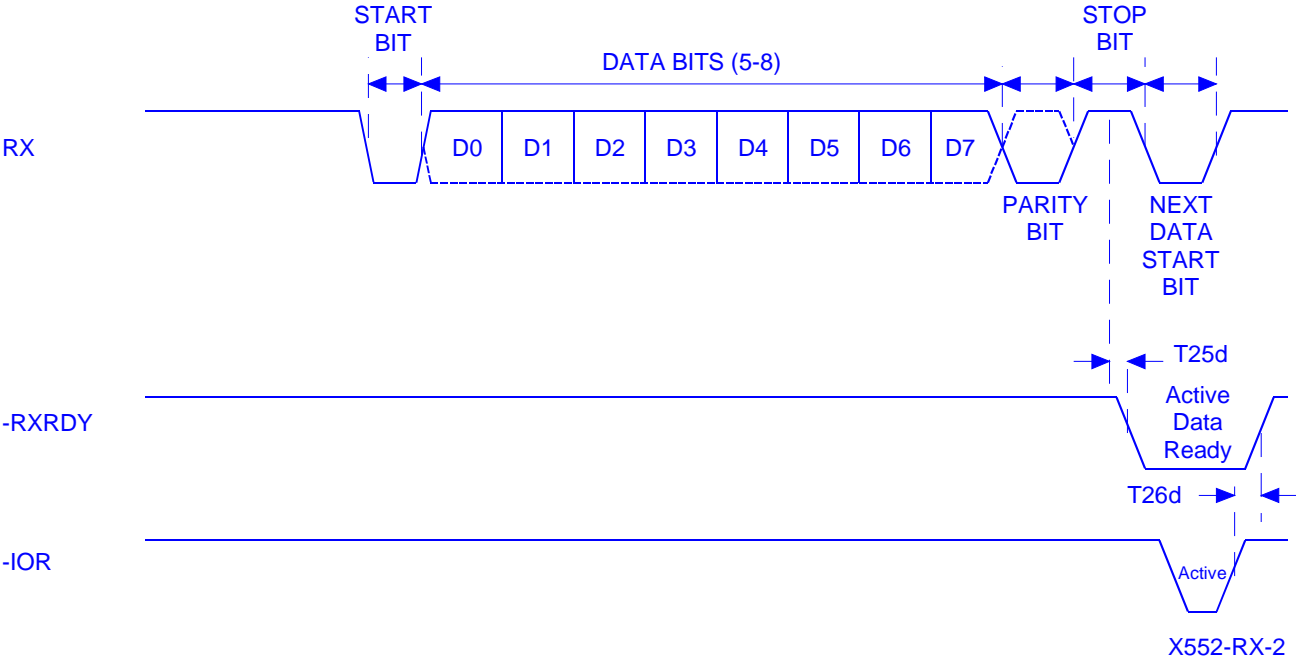 START
BIT
STOP
BIT
DATA BITS (5-8)
RX
D0 D1 D2 D3 D4 D5 D6 D7
PARITY
BIT
NEXT
DATA
START
BIT
T25d
-RXRDY
Active
Data
Ready
T26d
-IOR
Active
X552-RX-2